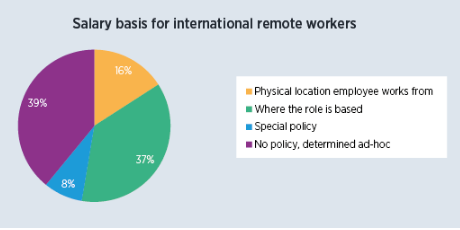 Salary basis for international remote workers
16%
39%
37%
8%
Physical location employee works from
Where the role is based
Special policy
No policy, determined ad-hoc